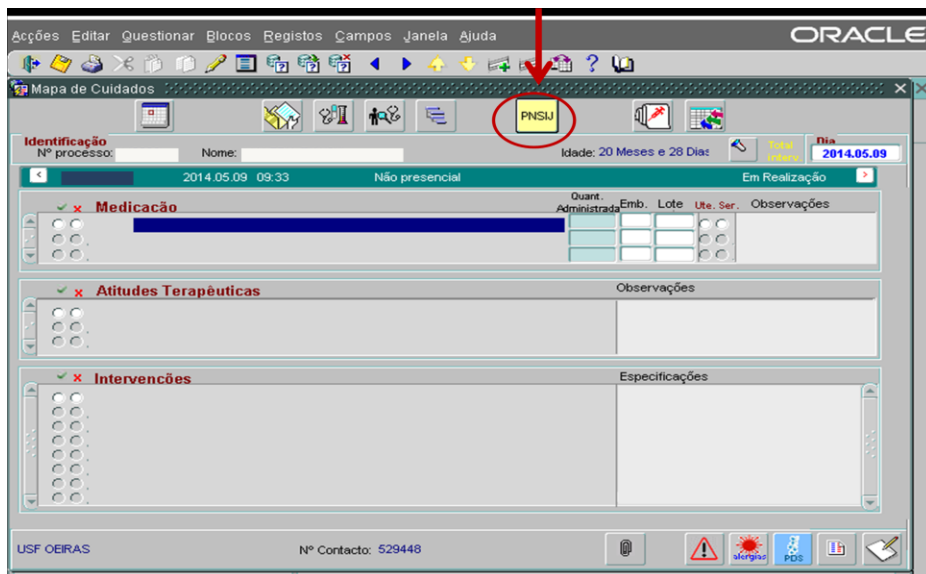 Acções Editar Questionar Blocos Registos Campos Janela Ajuda
ORACLE
Mapa de Cuidados
PNSIJ
Identificação
Nº processo: Nome: Idade: 20 Meses e 28 Dias
Total interv.
Dia
2014.05.09
2014.05.09 09:33 Não presencial Em Realização
Medicacão
Quant. Administrada Emb. Lote Ute. Ser. Observações
Atitudes Terapêuticas Observações
Intervencões Especificações
USF OEIRAS Nº Contacto: 529448
alergias
PDS